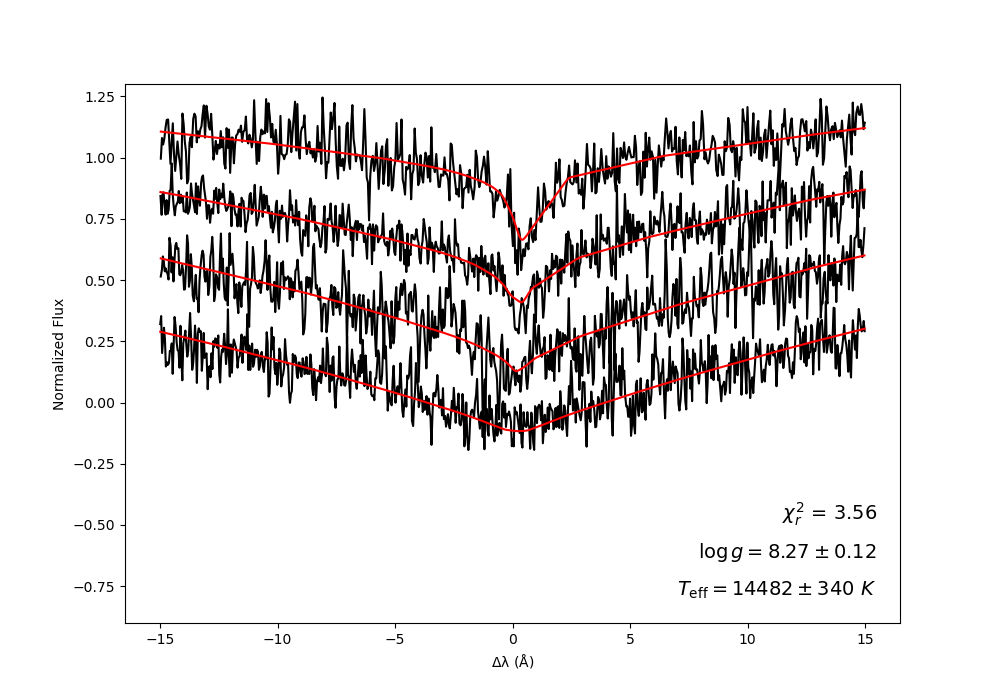 1.25
1.00
0.75
0.50
0.25
0.00
−0.25
−0.50
−0.75
Normalized Flux
χ²ᵣ = 3.56
log g = 8.27 ± 0.12
T_eff = 14482 ± 340 K
−15 −10 −5 0 5 10 15
Δλ (Å)